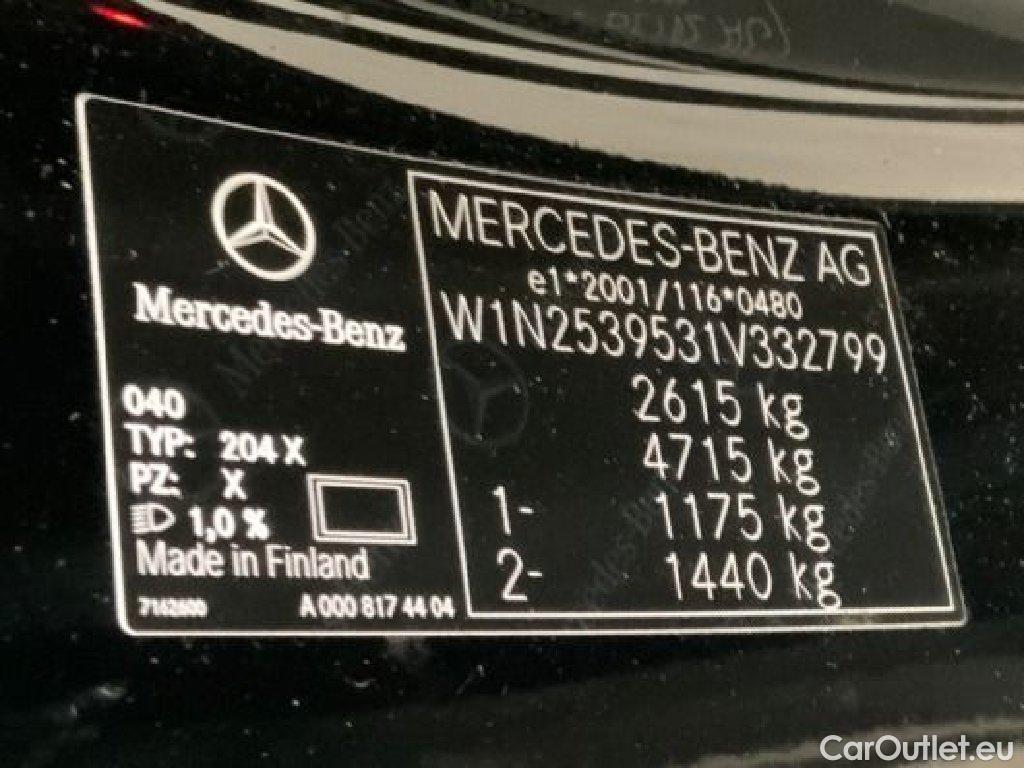 Mercedes-Benz
040
TYP: 204 X
PZ: X
1,0 %
Made in Finland
7162600
A 000 817 44 04
MERCEDES-BENZ AG
e1*2001/116*0480
W1N2539531V332799
2615 kg
4715 kg
1- 1175 kg
2- 1440 kg
CarOutlet.eu